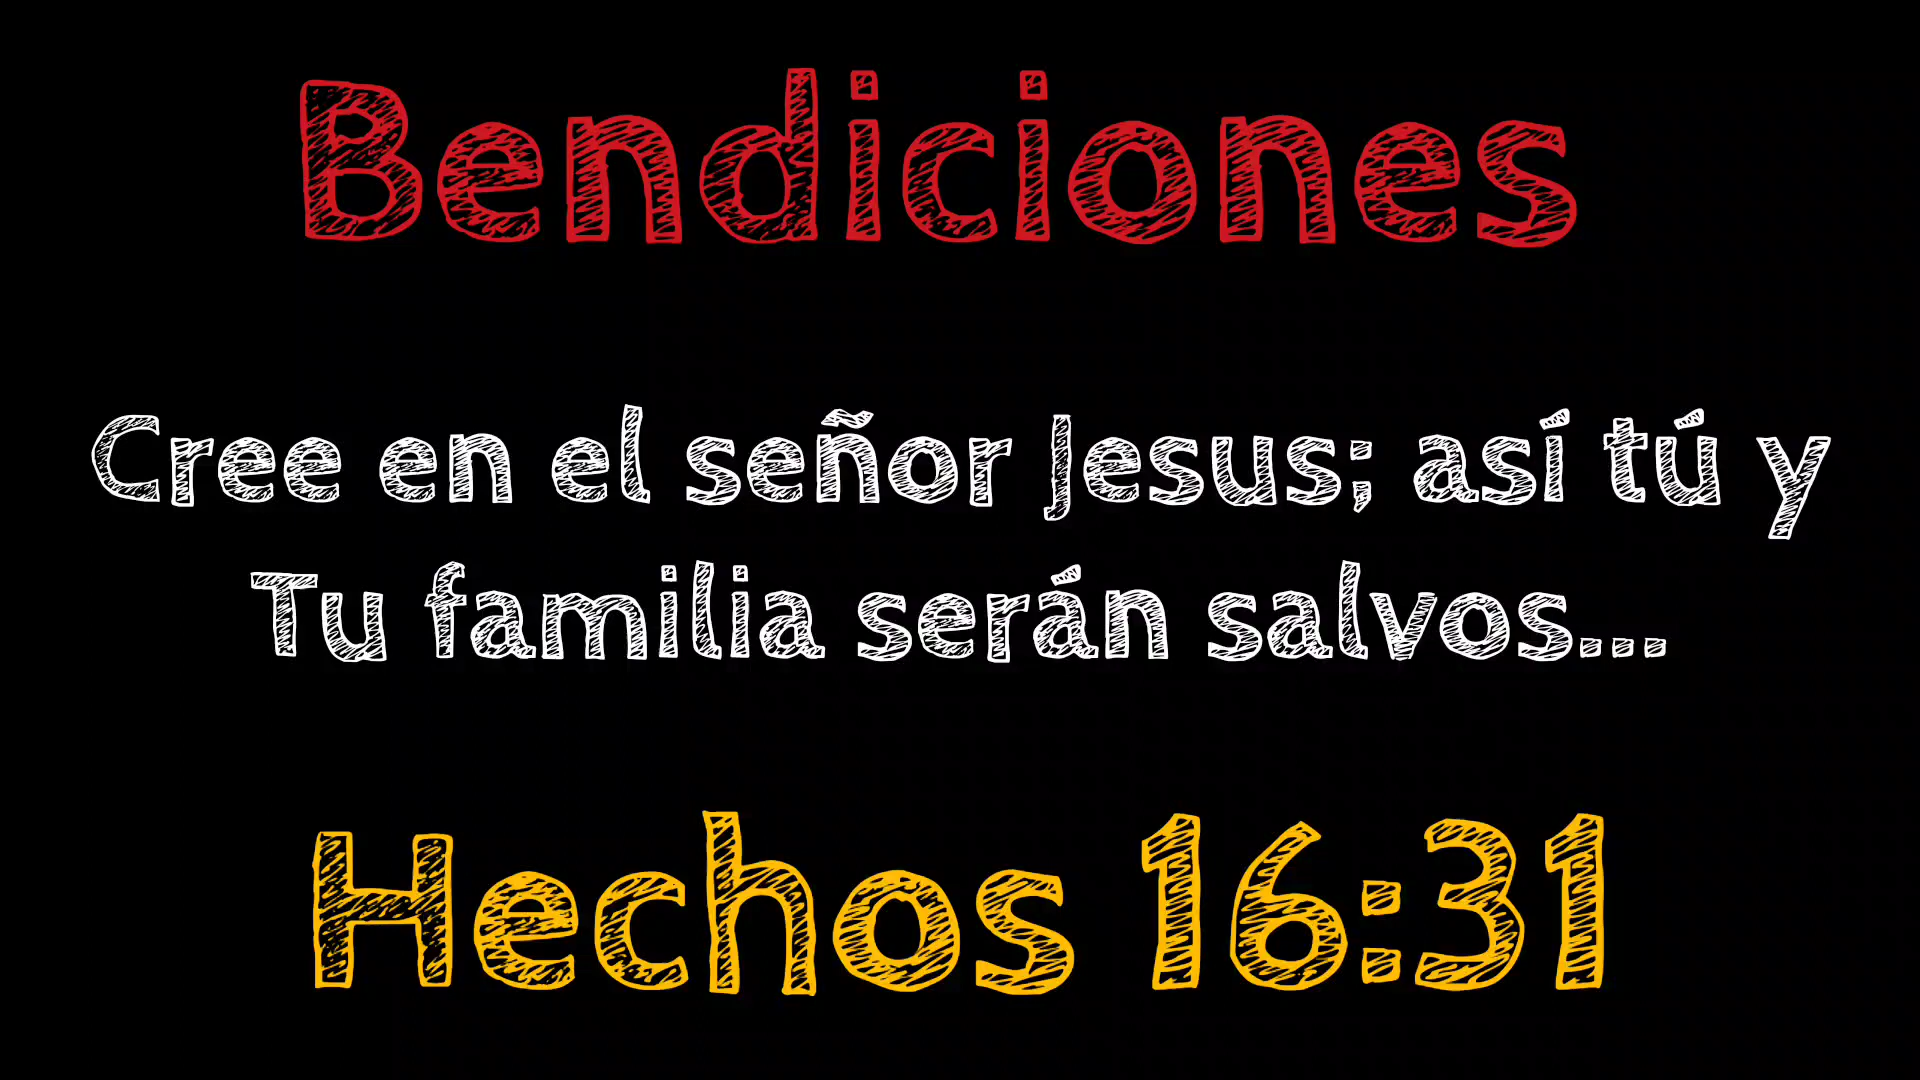 Bendiciones
Cree en el señor Jesus; así tú y
Tu familia serán salvos...
Hechos 16:31